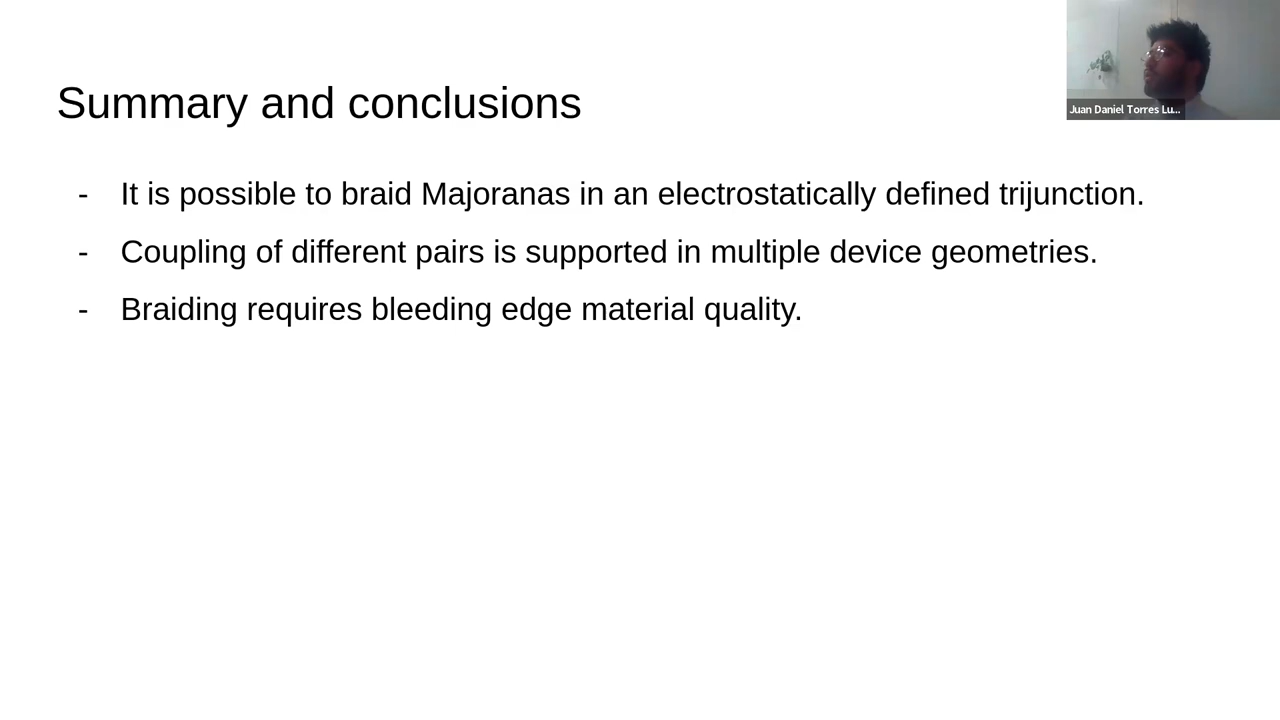 Juan Daniel Torres Lu...
Summary and conclusions
- It is possible to braid Majoranas in an electrostatically defined trijunction.
- Coupling of different pairs is supported in multiple device geometries.
- Braiding requires bleeding edge material quality.